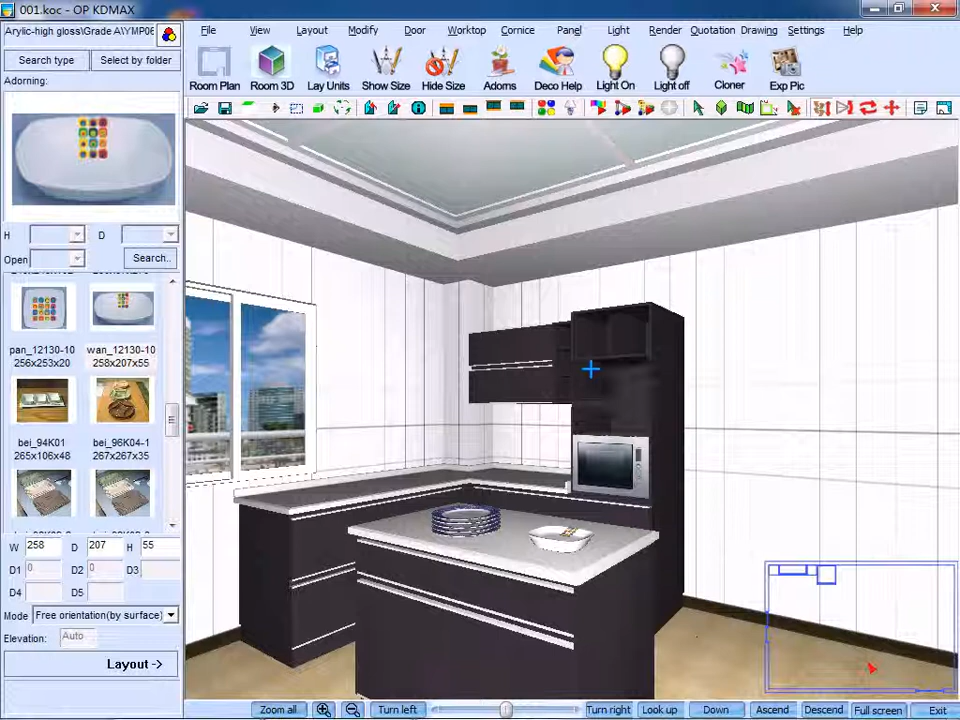 001.koc - OP KDMAX
Arylic-high gloss\Grade A\YMP06
File View Layout Modify Door Worktop Cornice Panel Light Render Quotation Drawing Settings Help
Search type Select by folder
Room Plan Room 3D Lay Units Show Size Hide Size Adorns Deco Help Light On Light off Cloner Exp Pic
Adorning:
H D
Open Search..
pan_12130-10 wan_12130-10
256x253x20 258x207x55
bei_94K01 bei_96K04-1
265x106x48 267x267x35
W 258 D 207 H 55
D1 0 D2 0 D3
D4 D5
Mode Free orientation(by surface)
Elevation: Auto
Layout ->
Zoom all Turn left Turn right Look up Down Ascend Descend Full screen Exit